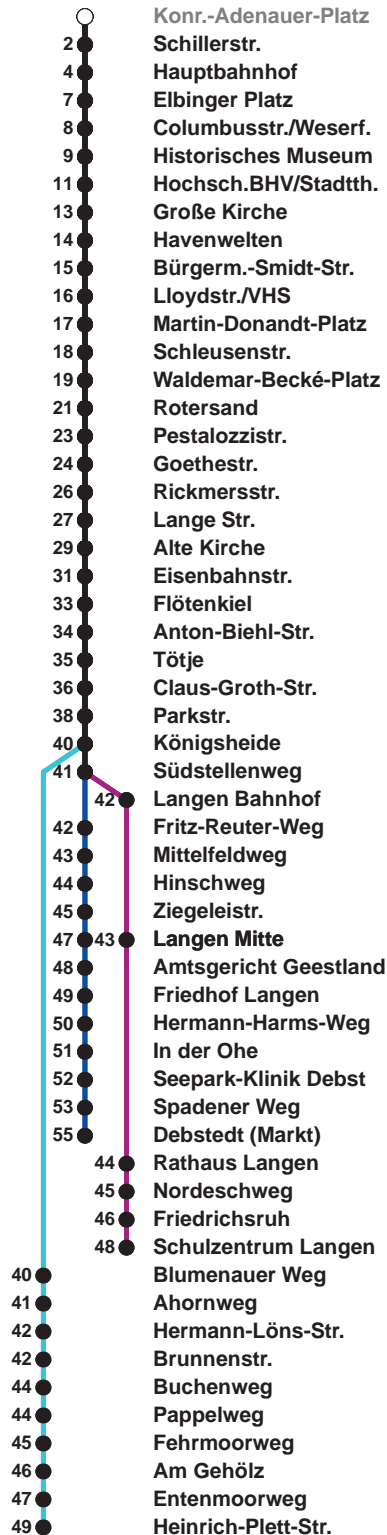 Konr.-Adenauer-Platz
2 Schillerstr.
4 Hauptbahnhof
7 Elbinger Platz
8 Columbusstr./Weserf.
9 Historisches Museum
11 Hochsch.BHV/Stadtth.
13 Große Kirche
14 Havenwelten
15 Bürgerm.-Smidt-Str.
16 Lloydstr./VHS
17 Martin-Donandt-Platz
18 Schleusenstr.
19 Waldemar-Becké-Platz
21 Rotersand
23 Pestalozzistr.
24 Goethestr.
26 Rickmersstr.
27 Lange Str.
29 Alte Kirche
31 Eisenbahnstr.
33 Flötenkiel
34 Anton-Biehl-Str.
35 Tötje
36 Claus-Groth-Str.
38 Parkstr.
40 Königsheide
41 Südstellenweg
42 Langen Bahnhof
42 Fritz-Reuter-Weg
43 Mittelfeldweg
44 Hinschweg
45 Ziegeleistr.
47 43 Langen Mitte
48 Amtsgericht Geestland
49 Friedhof Langen
50 Hermann-Harms-Weg
51 In der Ohe
52 Seepark-Klinik Debst
53 Spadener Weg
55 Debstedt (Markt)
44 Rathaus Langen
45 Nordeschweg
46 Friedrichsruh
48 Schulzentrum Langen
40 Blumenauer Weg
41 Ahornweg
42 Hermann-Löns-Str.
42 Brunnenstr.
44 Buchenweg
44 Pappelweg
45 Fehrmoorweg
46 Am Gehölz
47 Entenmoorweg
49 Heinrich-Plett-Str.